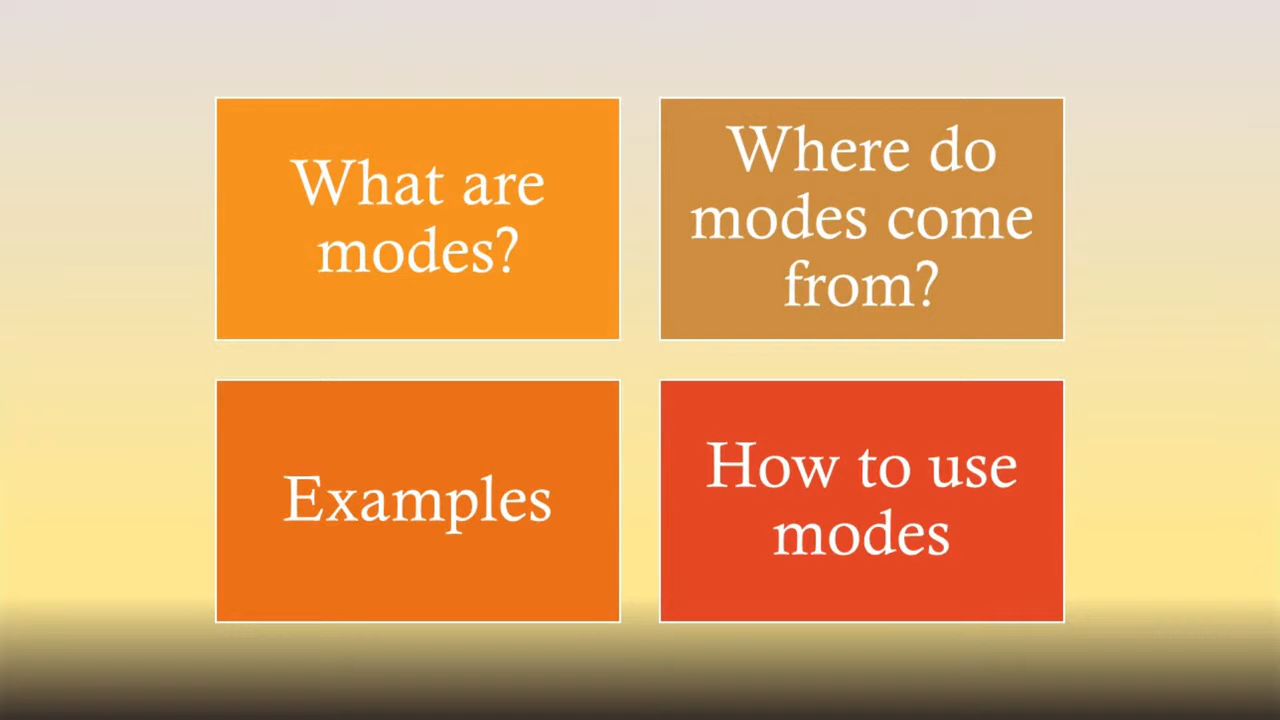 What are
modes?
Where do
modes come
from?
Examples
How to use
modes